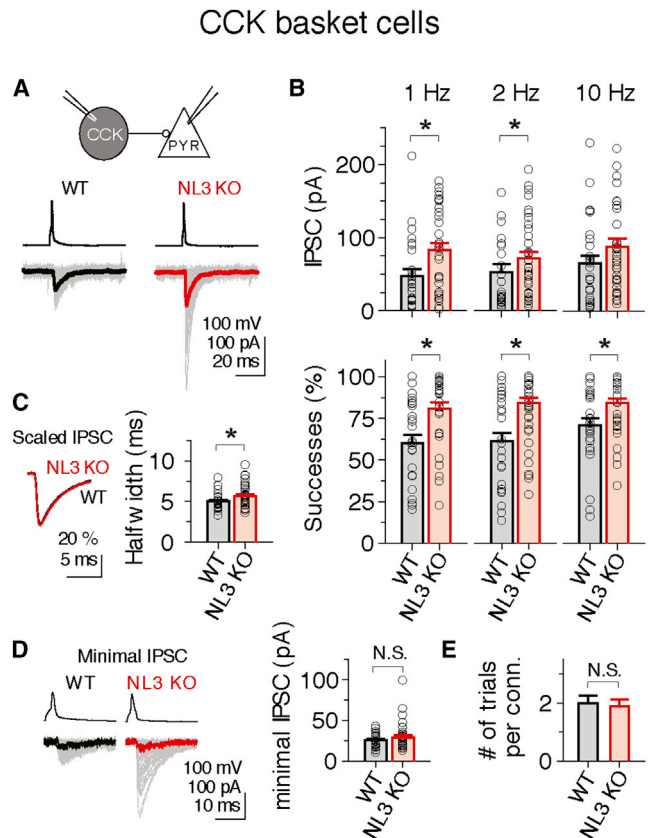 CCK basket cells
A
CCK
PYR
WT
NL3 KO
100 mV
100 pA
20 ms
B
1 Hz
2 Hz
10 Hz
*
*
IPSC (pA)
200
100
50
0
*
*
*
Successes (%)
100
75
50
25
0
WT
NL3 KO
WT
NL3 KO
WT
NL3 KO
C
Scaled IPSC
NL3 KO
WT
20 %
5 ms
*
Half w idth (ms)
10
5
0
WT
NL3 KO
D
Minimal IPSC
WT
NL3 KO
100 mV
100 pA
10 ms
N.S.
minimal IPSC (pA)
100
50
25
0
WT
NL3 KO
E
N.S.
# of trials
per conn.
2
0
WT
NL3 KO